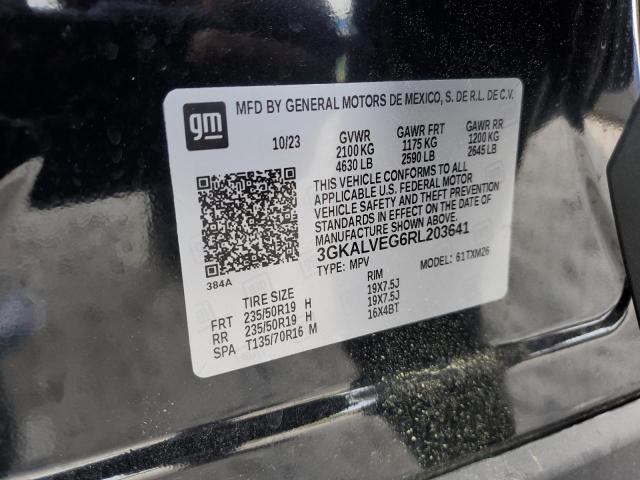 gm
MFD BY GENERAL MOTORS DE MEXICO, S. DE R.L. DE C.V.
10/23 GVWR GAWR FRT GAWR RR
2100 KG 1175 KG 1200 KG
4630 LB 2590 LB 2645 LB
THIS VEHICLE CONFORMS TO ALL
APPLICABLE U.S. FEDERAL MOTOR
VEHICLE SAFETY AND THEFT PREVENTION
STANDARDS IN EFFECT ON THE DATE OF
MANUFACTURE SHOWN ABOVE.
3GKALVEG6RL203641
TYPE: MPV MODEL: 61TXM26
384A
TIRE SIZE RIM
FRT 235/50R19 H 19X7.5J
RR 235/50R19 H 19X7.5J
SPA T135/70R16 M 16X4BT